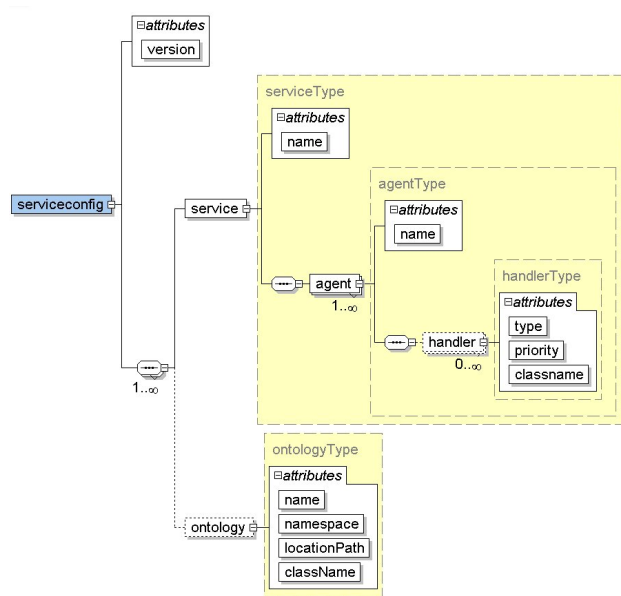 attributes
version
serviceType
attributes
name
agentType
serviceconfig
service
attributes
name
handlerType
agent
attributes
1..∞
type
handler
priority
0..∞
classname
1..∞
ontologyType
attributes
name
namespace
ontology
locationPath
className